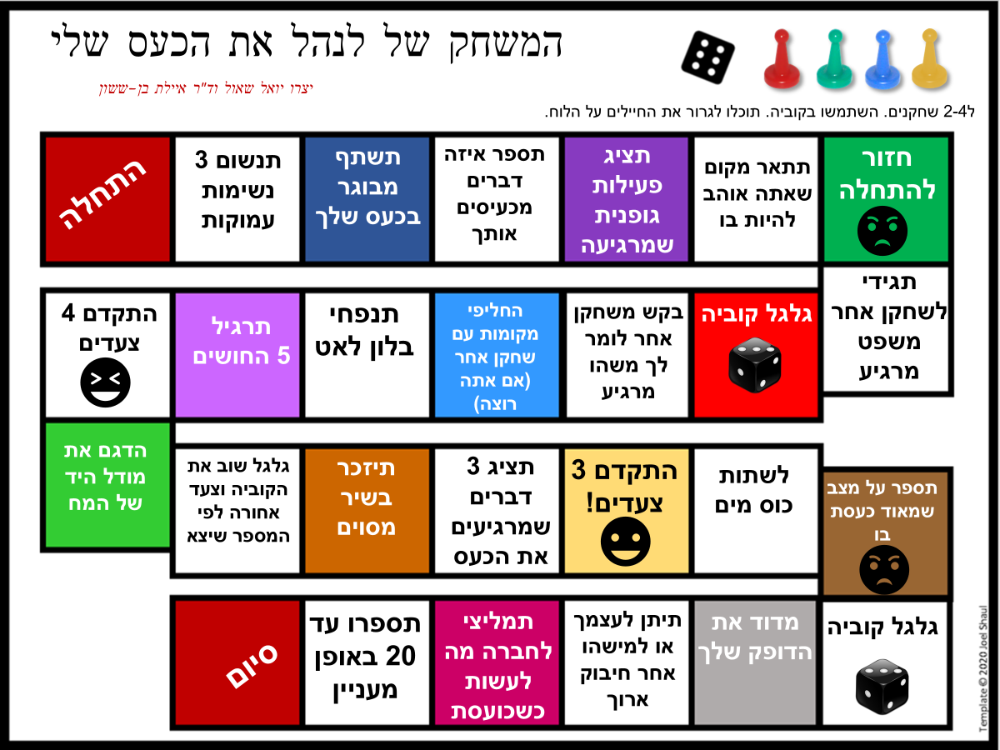 המשחק של לנהל את הכעס שלי
יצרו יואל שאול וד"ר איילת בן-ששון
ל2-4 שחקנים. השתמשו בקוביה. תוכלו לגרור את החיילים על הלוח.
התחלה
תנשום 3
נשימות
עמוקות
תשתף
מבוגר
בכעס שלך
תספר איזה
דברים
מכעיסים
אותך
תציג
פעילות
גופנית
שמרגיעה
תתאר מקום
שאתה אוהב
להיות בו
חזור
להתחלה
תגידי
לשחקן אחר
משפט
מרגיע
גלגל קוביה
בקש משחקן
אחר לומר
לך משהו
מרגיע
החליפי
מקומות עם
שחקן אחר
(אם אתה
רוצה)
תנפחי
בלון לאט
תרגיל
5 החושים
התקדם 4
צעדים
הדגם את
מודל היד
של המח
גלגל שוב את
הקוביה וצעד
אחורה לפי
המספר שיצא
תיזכר
בשיר
מסוים
תציג 3
דברים
שמרגיעים
את הכעס
התקדם 3
צעדים!
לשתות
כוס מים
תספר על מצב
שמאוד כעסת
בו
גלגל קוביה
מדוד את
הדופק שלך
תיתן לעצמך
או למישהו
אחר חיבוק
ארוך
תמליצי
לחברה מה
לעשות
כשכועסת
תספרו עד
20 באופן
מעניין
סיום
Template © 2020 Joel Shaul